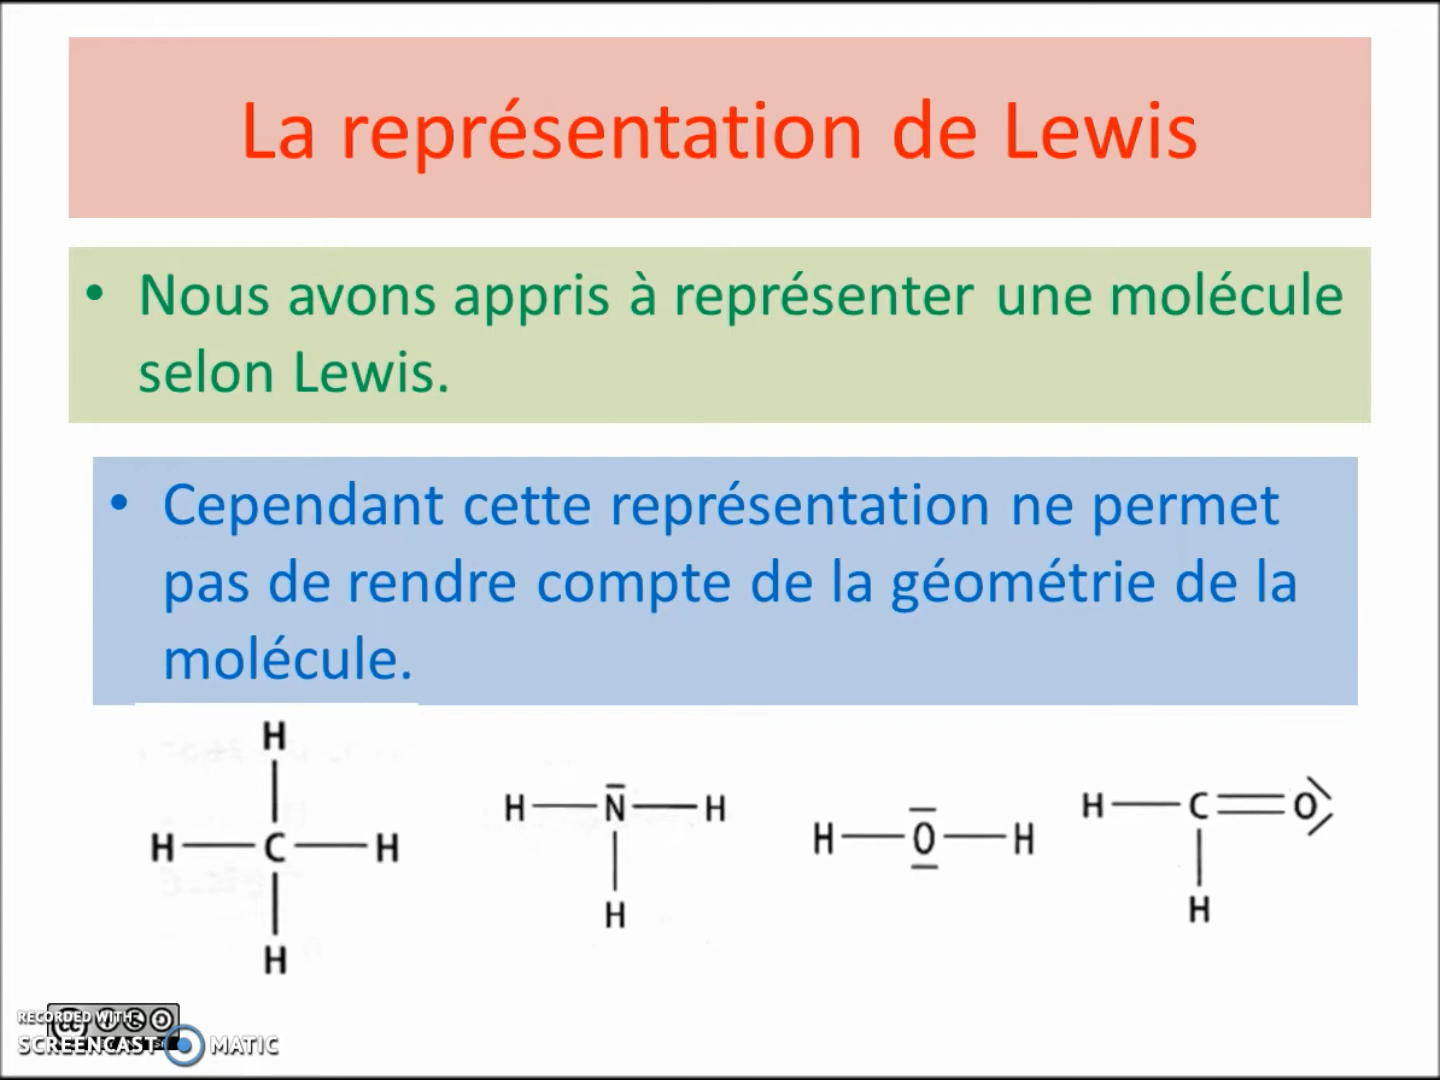 La représentation de Lewis
• Nous avons appris à représenter une molécule
selon Lewis.
• Cependant cette représentation ne permet
pas de rendre compte de la géométrie de la
molécule.
H
H C H
H
H N H
H
H O H
H C O
H
RECORDED WITH
SCREENCAST MATIC